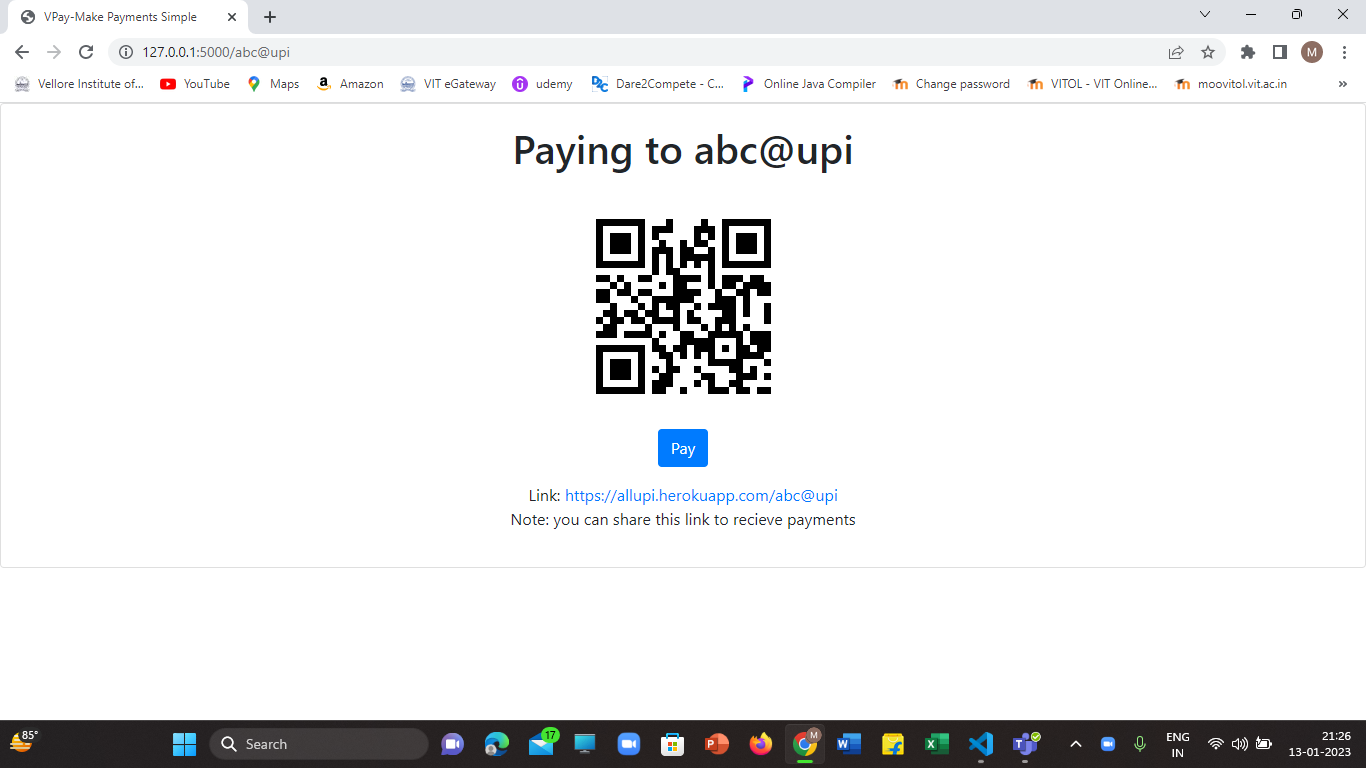 VPay-Make Payments Simple
127.0.0.1:5000/abc@upi
M
Vellore Institute of... YouTube Maps Amazon VIT eGateway udemy Dare2Compete - C... Online Java Compiler Change password VITOL - VIT Online... moovitol.vit.ac.in »
Paying to abc@upi
Pay
Link: https://allupi.herokuapp.com/abc@upi
Note: you can share this link to recieve payments
85°
Search
17
M
ENG
IN
21:26
13-01-2023